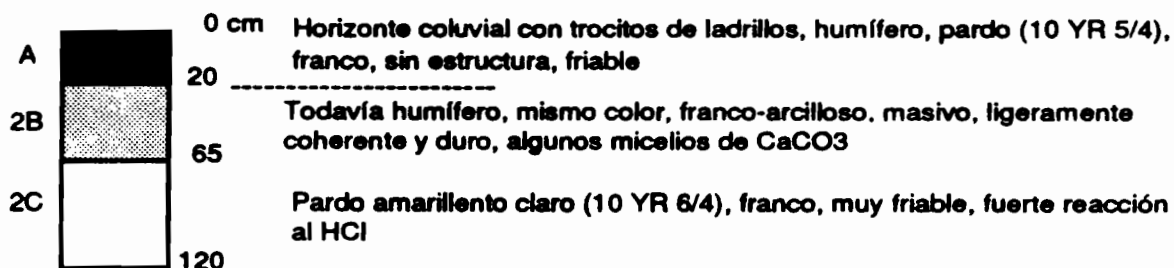 0 cm Horizonte coluvial con trocitos de ladrillos, humífero, pardo (10 YR 5/4),
A franco, sin estructura, friable
20
Todavía humífero, mismo color, franco-arcilloso. masivo, ligeramente
2B coherente y duro, algunos micelios de CaCO3
65
2C Pardo amarillento claro (10 YR 6/4), franco, muy friable, fuerte reacción
al HCl
120